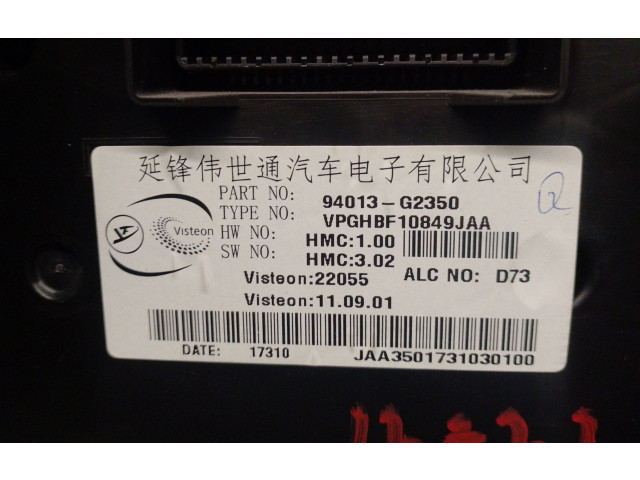 延锋伟世通汽车电子有限公司
PART NO: 94013-G2350
TYPE NO: VPGHBF10849JAA
HW NO: HMC:1.00
SW NO: HMC:3.02
Visteon
Visteon:22055 ALC NO: D73
Visteon:11.09.01
DATE: 17310 JAA3501731030100